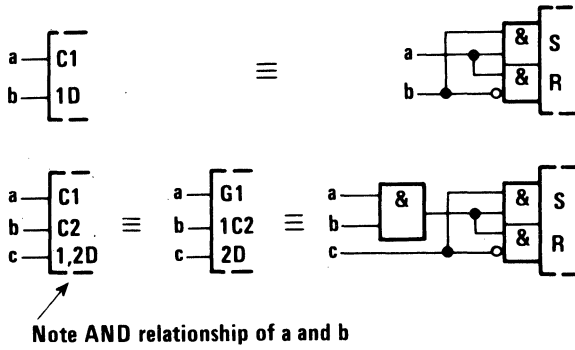 a C1
b 1D
≡
a
b
& S
& R
a C1
b C2
c 1,2D
≡
a G1
b 1C2
c 2D
≡
a
b
c
&
& S
& R
Note AND relationship of a and b